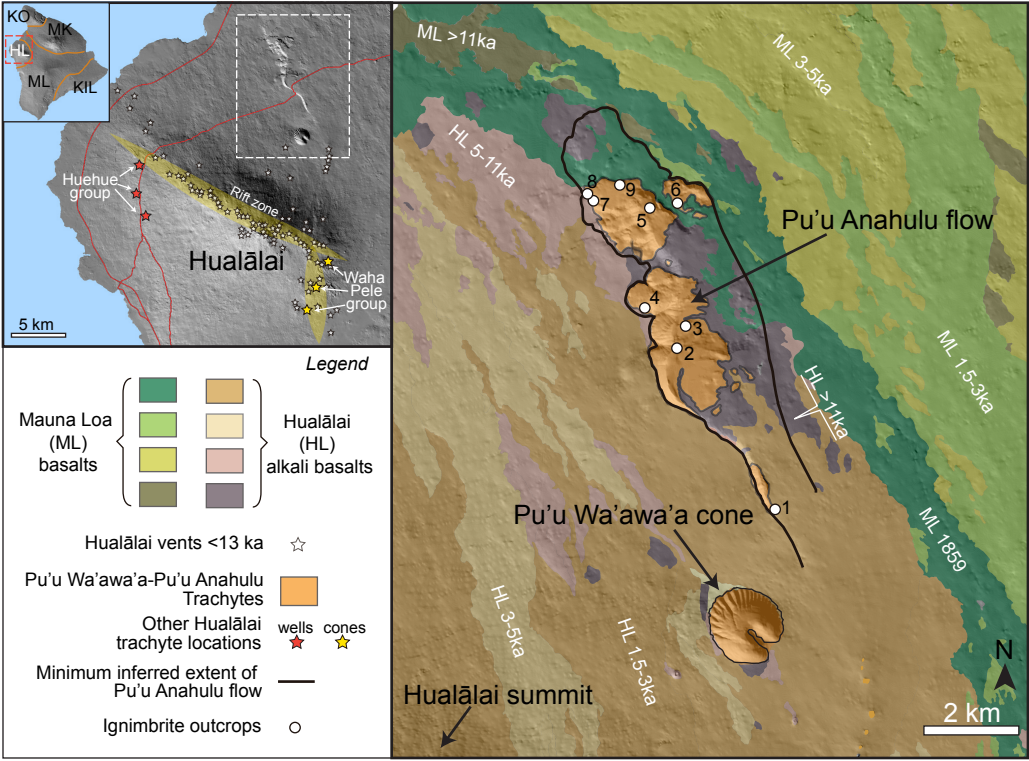 KO
MK
HL
ML
KIL
Huehue
group
Rift zone
Hualālai
Waha
Pele
group
5 km
Legend
Mauna Loa
(ML)
basalts
Hualālai
(HL)
alkali basalts
Hualālai vents <13 ka
Pu'u Wa'awa'a-Pu'u Anahulu
Trachytes
Other Hualālai
trachyte locations
wells
cones
Minimum inferred extent of
Pu'u Anahulu flow
Ignimbrite outcrops
ML >11ka
ML 3-5ka
HL 5-11ka
8
9
7
5
6
Pu'u Anahulu flow
4
3
2
ML 1.5-3ka
HL >11ka
1
Pu'u Wa'awa'a cone
ML 1859
HL 3-5ka
HL 1.5-3ka
Hualālai summit
N
2 km